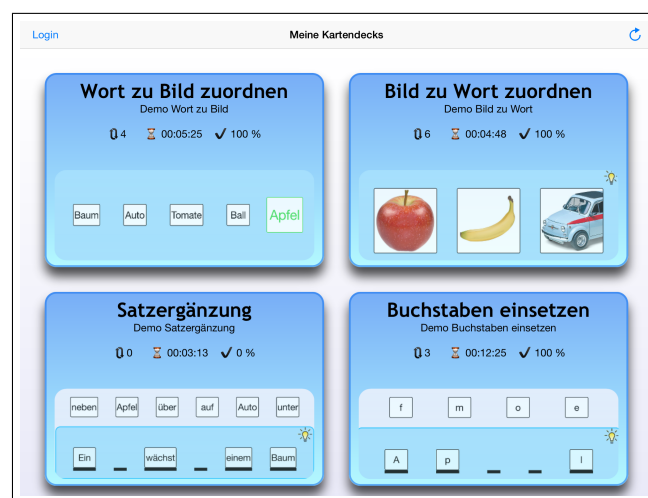 Login
Meine Kartendecks
Wort zu Bild zuordnen
Demo Wort zu Bild
4 00:05:25 100 %
Baum Auto Tomate Ball Apfel
Bild zu Wort zuordnen
Demo Bild zu Wort
6 00:04:48 100 %
Satzergänzung
Demo Satzergänzung
0 00:03:13 0 %
neben Apfel über auf Auto unter
Ein _ wächst _ einem Baum
Buchstaben einsetzen
Demo Buchstaben einsetzen
3 00:12:25 100 %
f m o e
A p _ _ l